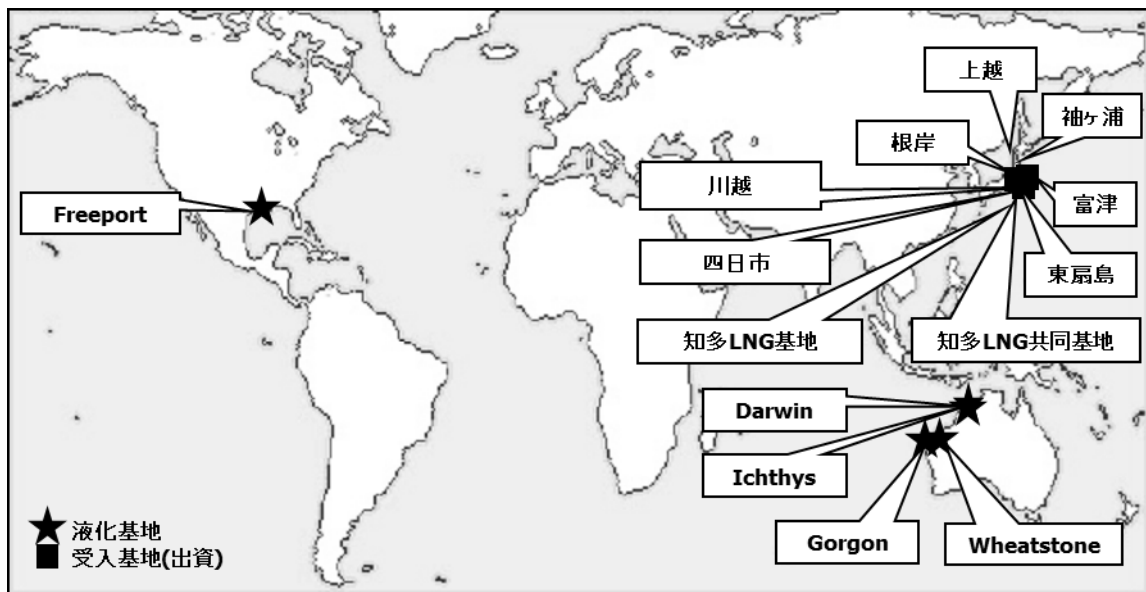 上越
袖ヶ浦
根岸
川越
富津
Freeport
四日市
東扇島
知多LNG基地
知多LNG共同基地
Darwin
Ichthys
Gorgon
Wheatstone
液化基地
受入基地(出資)